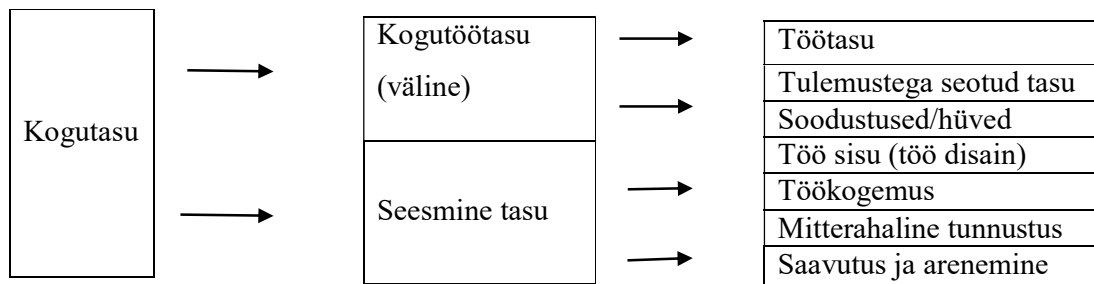 Kogutasu
Kogutöötasu
(väline)
Seesmine tasu
Töötasu
Tulemustega seotud tasu
Soodustused/hüved
Töö sisu (töö disain)
Töökogemus
Mitterahaline tunnustus
Saavutus ja arenemine